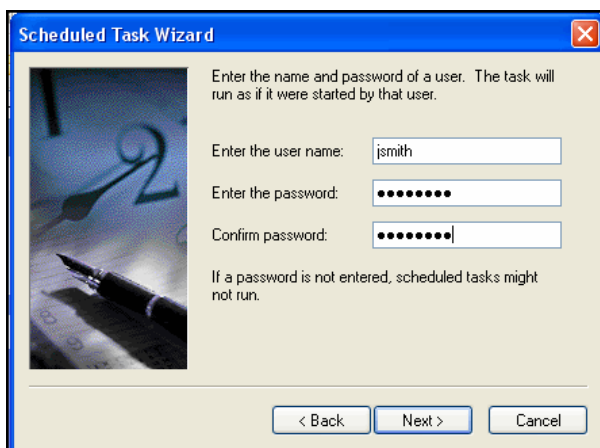 Scheduled Task Wizard
Enter the name and password of a user. The task will
run as if it were started by that user.
Enter the user name: jsmith
Enter the password: ●●●●●●●●
Confirm password: ●●●●●●●●
If a password is not entered, scheduled tasks might
not run.
< Back Next > Cancel
2